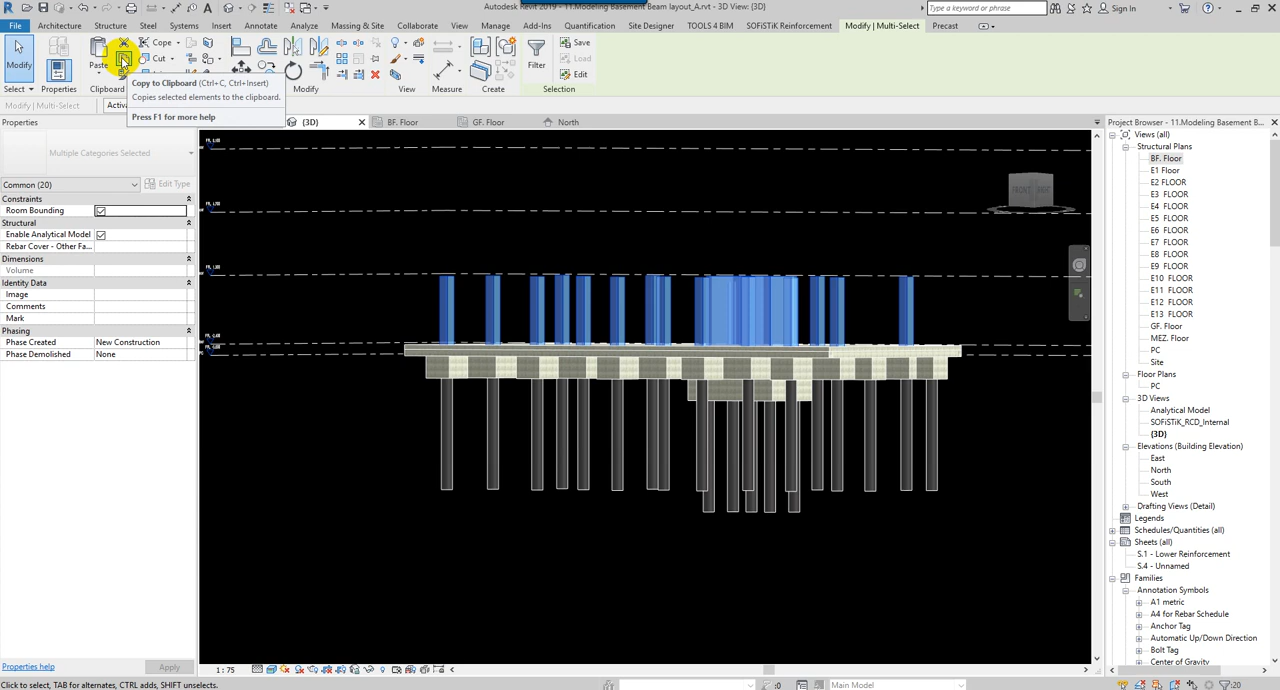 Autodesk Revit 2019 - 11.Modeling Basement Beam layout_A.rvt - 3D View: {3D}
Type a keyword or phrase
Sign In
File Architecture Structure Steel Systems Insert Annotate Analyze Massing & Site Collaborate View Manage Add-Ins Quantification Site Designer TOOLS 4 BIM SOFiSTiK Reinforcement Modify | Multi-Select Precast
Modify
Paste
Cope
Cut
Filter
Save
Load
Edit
Select Properties Clipboard Modify View Measure Create Selection
Modify | Multi-Select
Copy to Clipboard (Ctrl+C, Ctrl+Insert)
Copies selected elements to the clipboard.
Press F1 for more help
Properties
{3D} BF. Floor GF. Floor North
Multiple Categories Selected
Common (20) Edit Type
Constraints
Room Bounding
Structural
Enable Analytical Model
Rebar Cover - Other Fa...
Dimensions
Volume
Identity Data
Image
Comments
Mark
Phasing
Phase Created New Construction
Phase Demolished None
Properties help Apply
FRONT
Project Browser - 11.Modeling Basement B...
Views (all)
Structural Plans
BF. Floor
E1 Floor
E2 FLOOR
E3 FLOOR
E4 FLOOR
E5 FLOOR
E6 FLOOR
E7 FLOOR
E8 FLOOR
E9 FLOOR
E10 FLOOR
E11 FLOOR
E12 FLOOR
E13 FLOOR
GF. Floor
MEZ. Floor
PC
Site
Floor Plans
PC
3D Views
Analytical Model
SOFiSTiK_RCD_Internal
{3D}
Elevations (Building Elevation)
East
North
South
West
Drafting Views (Detail)
Legends
Schedules/Quantities (all)
Sheets (all)
S.1 - Lower Reinforcement
S.4 - Unnamed
Families
Annotation Symbols
A1 metric
A4 for Rebar Schedule
Anchor Tag
Automatic Up/Down Direction
Bolt Tag
Center of Gravity
1 : 75
Click to select, TAB for alternates, CTRL adds, SHIFT unselects.
:0
Main Model
:20